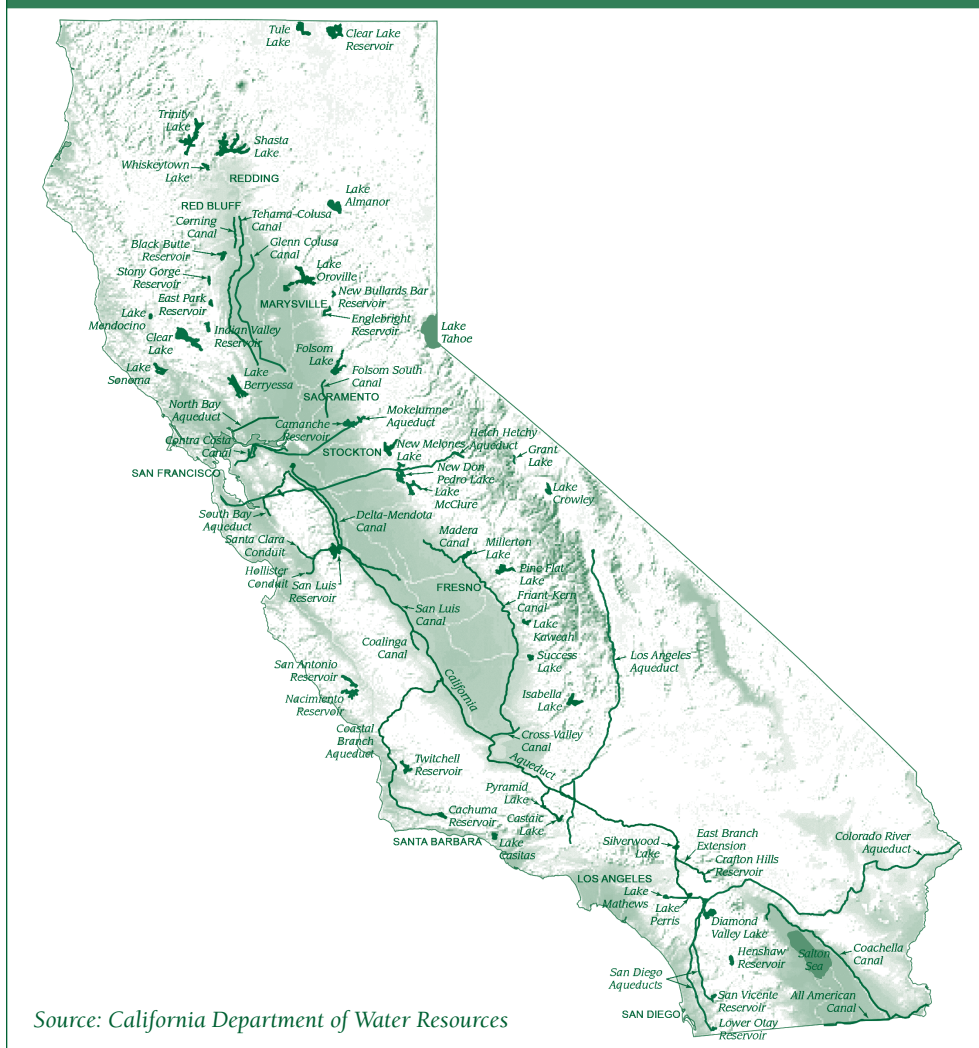 Tule
Lake
Clear Lake
Reservoir
Trinity
Lake
Shasta
Lake
Whiskeytown
Lake
REDDING
Lake
Almanor
RED BLUFF
Tehama-Colusa
Canal
Corning
Canal
Glenn Colusa
Canal
Black Butte
Reservoir
Stony Gorge
Reservoir
Lake
Oroville
New Bullards Bar
Reservoir
East Park
Reservoir
MARYSVILLE
Englebright
Reservoir
Lake
Mendocino
Indian Valley
Reservoir
Clear
Lake
Lake
Tahoe
Folsom
Lake
Lake
Sonoma
Lake
Berryessa
Folsom South
Canal
SACRAMENTO
North Bay
Aqueduct
Mokelumne
Aqueduct
Camanche
Reservoir
Contra Costa
Canal
STOCKTON
New Melones
Lake
Hetch Hetchy
Aqueduct
Grant
Lake
SAN FRANCISCO
New Don
Pedro Lake
Lake
McClure
Lake
Crowley
South Bay
Aqueduct
Delta-Mendota
Canal
Santa Clara
Conduit
Madera
Canal
Millerton
Lake
Hollister
Conduit
San Luis
Reservoir
Pine Flat
Lake
FRESNO
Friant-Kern
Canal
San Luis
Canal
Lake
Kaweah
Coalinga
Canal
Success
Lake
Los Angeles
Aqueduct
San Antonio
Reservoir
Nacimiento
Reservoir
California
Isabella
Lake
Coastal
Branch
Aqueduct
Cross Valley
Canal
Aqueduct
Twitchell
Reservoir
Pyramid
Lake
Cachuma
Reservoir
Castaic
Lake
SANTA BARBARA
Lake
Casitas
Silverwood
Lake
East Branch
Extension
Crafton Hills
Reservoir
Colorado River
Aqueduct
LOS ANGELES
Lake
Mathews
Lake
Perris
Diamond
Valley Lake
Henshaw
Reservoir
Salton
Sea
Coachella
Canal
San Diego
Aqueducts
San Vicente
Reservoir
All American
Canal
SAN DIEGO
Lower Otay
Reservoir
Source: California Department of Water Resources